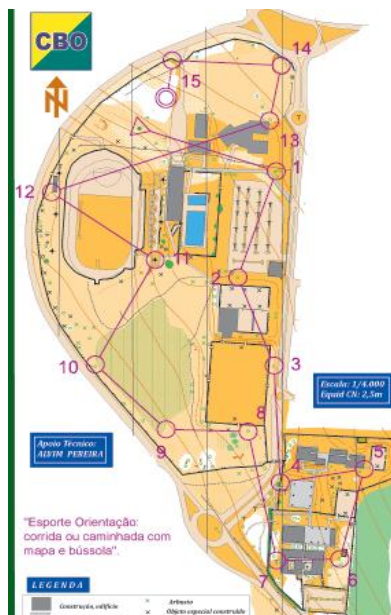 CBO
N
15
14
13
1
12
11
2
10
3
Escala: 1/4.000
Equid CN: 2,5m
8
9
Apoio Técnico:
ALVIM PEREIRA
5
4
"Esporte Orientação:
corrida ou caminhada com
mapa e bússola".
7
6
LEGENDA
Construção, edifício
Arbusto
Objeto especial construído